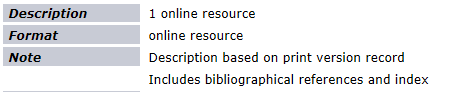 Description 1 online resource
Format online resource
Note Description based on print version record
Includes bibliographical references and index